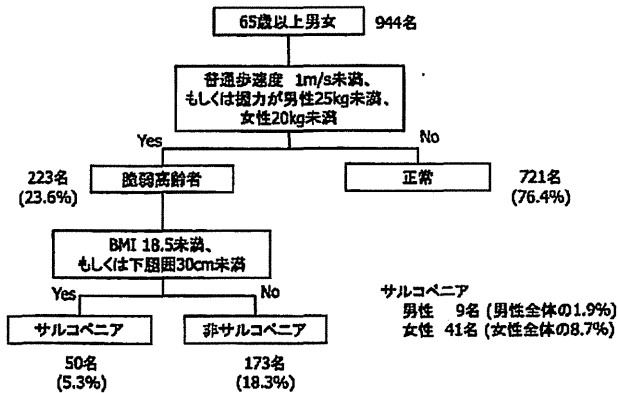 65歳以上男女 944名
普通歩速度 1m/s未満、
もしくは握力が男性25kg未満、
女性20kg未満
Yes No
223名 脆弱高齢者 正常 721名
(23.6%) (76.4%)
BMI 18.5未満、
もしくは下腿囲30cm未満
Yes No
サルコペニア 非サルコペニア
50名 173名
(5.3%) (18.3%)
サルコペニア
男性 9名 (男性全体の1.9%)
女性 41名 (女性全体の8.7%)